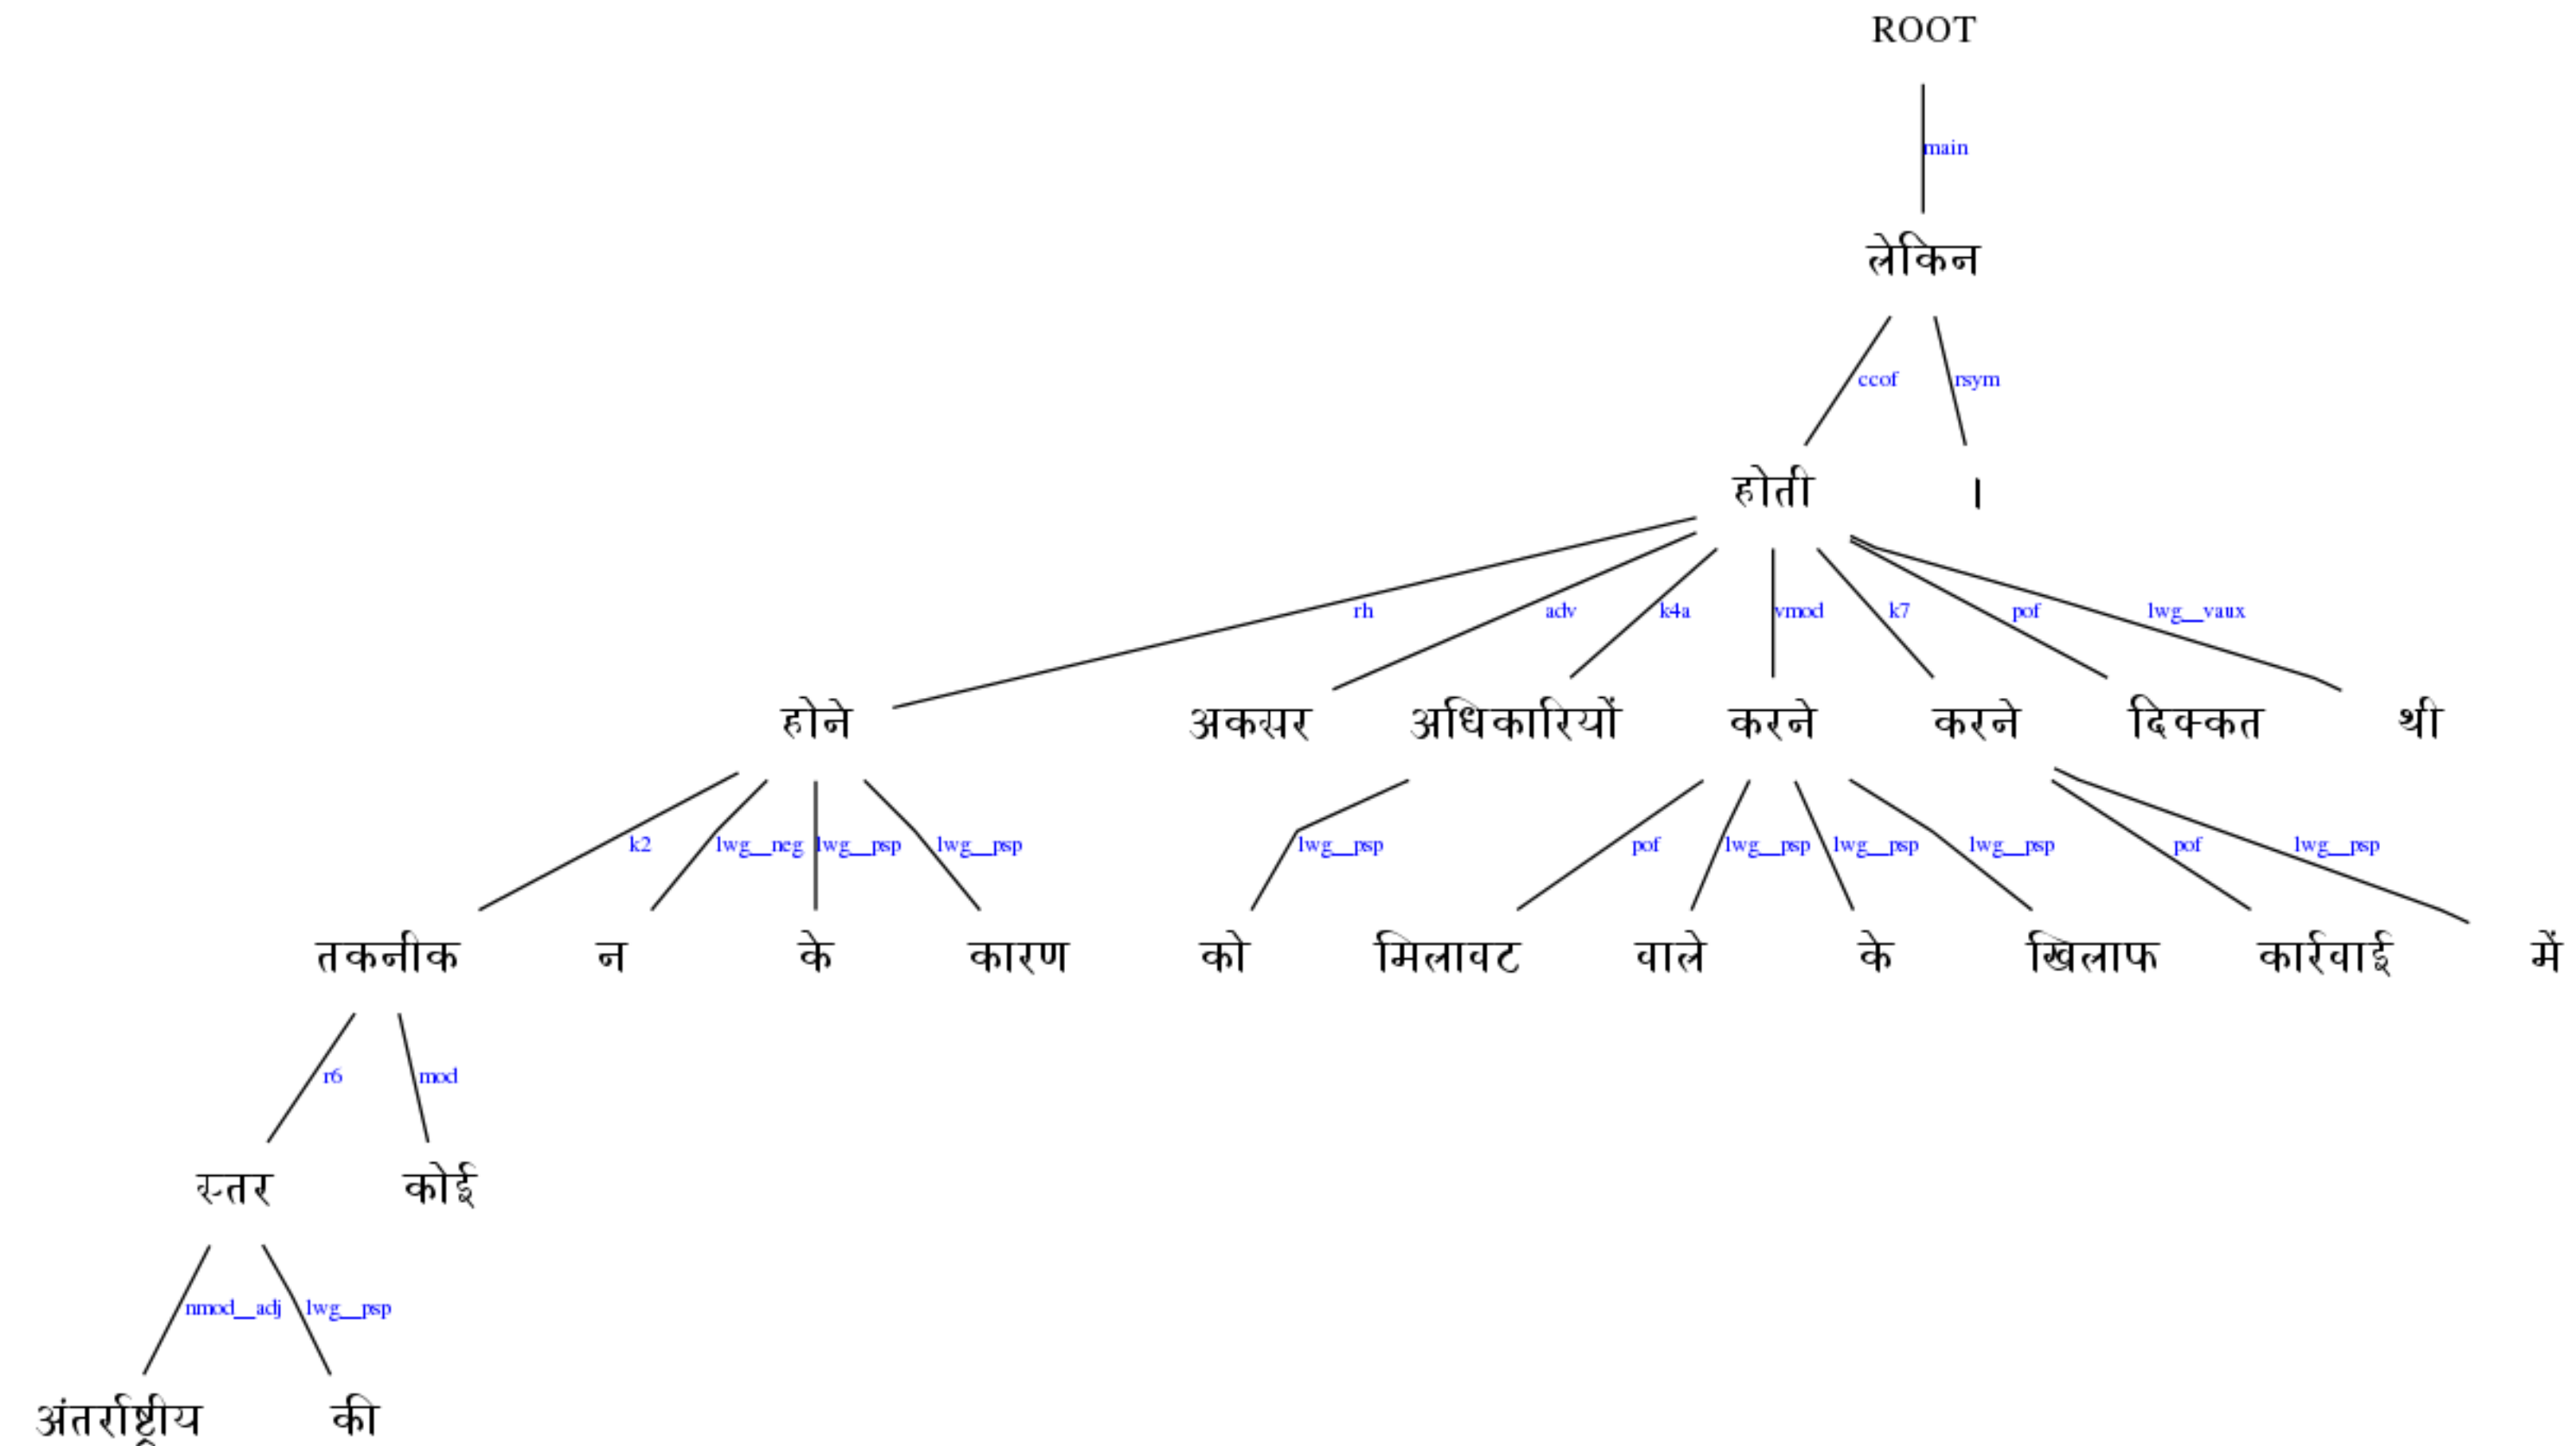 ROOT
main
लेकिन
ccof rsym
होती ।
rh adv k4a vmod k7 pof lwg__vaux
होने अकसर अधिकारियों करने करने दिक्कत थी
k2 lwg__neg lwg__psp lwg__psp lwg__psp pof lwg__psp lwg__psp lwg__psp pof lwg__psp
तकनीक न के कारण को मिलावट वाले के खिलाफ कार्रवाई में
r6 mod
स्तर कोई
nmod__adj lwg__psp
अंतर्राष्ट्रीय की